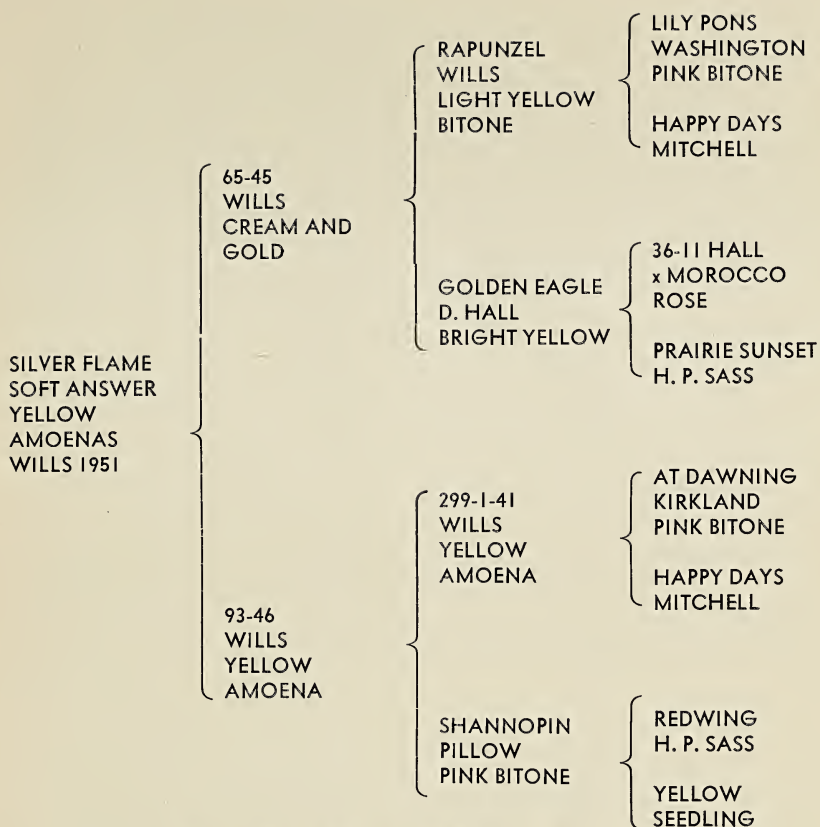 SILVER FLAME
SOFT ANSWER
YELLOW
AMOENAS
WILLS 1951
65-45
WILLS
CREAM AND
GOLD
93-46
WILLS
YELLOW
AMOENA
RAPUNZEL
WILLS
LIGHT YELLOW
BITONE
GOLDEN EAGLE
D. HALL
BRIGHT YELLOW
299-1-41
WILLS
YELLOW
AMOENA
SHANNOPIN
PILLOW
PINK BITONE
LILY PONS
WASHINGTON
PINK BITONE
HAPPY DAYS
MITCHELL
36-11 HALL
x MOROCCO
ROSE
PRAIRIE SUNSET
H. P. SASS
AT DAWNING
KIRKLAND
PINK BITONE
HAPPY DAYS
MITCHELL
REDWING
H. P. SASS
YELLOW
SEEDLING